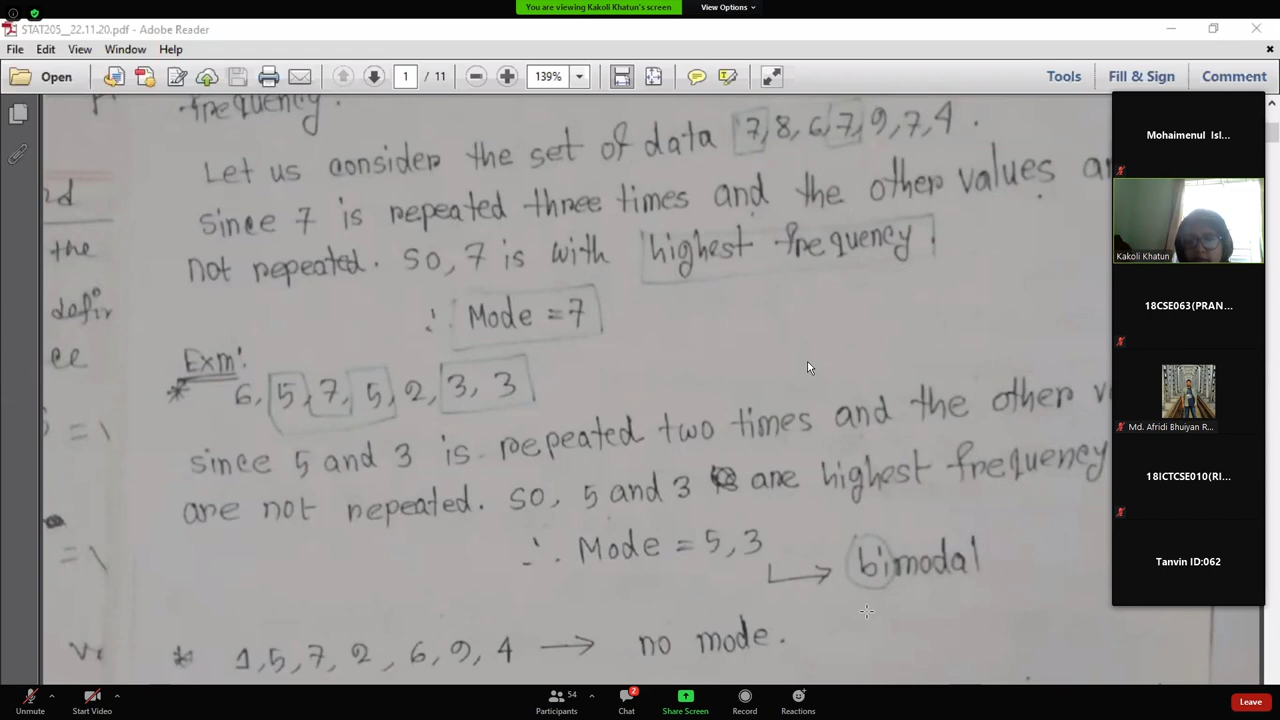 You are viewing Kakoli Khatun's screen
View Options
STAT205_22.11.20.pdf - Adobe Reader
File Edit View Window Help
Open
1 / 11
139%
Tools
Fill & Sign
Comment
frequency.
Let us consider the set of data 7, 8, 6, 7, 9, 7, 4 .
since 7 is repeated three times and the other values
not repeated. So, 7 is with highest frequency.
∴ Mode = 7
Exm:
* 6, 5, 7, 5, 2, 3, 3
since 5 and 3 is repeated two times and the other
are not repeated. So, 5 and 3 are highest frequency
∴ Mode = 5, 3
bimodal
* 1, 5, 7, 2, 6, 9, 4 → no mode.
the
= \
= \
Mohaimenul Isl...
Kakoli Khatun
18CSE063(PRAN...
Md. Afridi Bhuiyan R...
18ICTCSE010(RI...
Tanvin ID:062
Unmute
Start Video
54
Participants
2
Chat
Share Screen
Record
Reactions
Leave